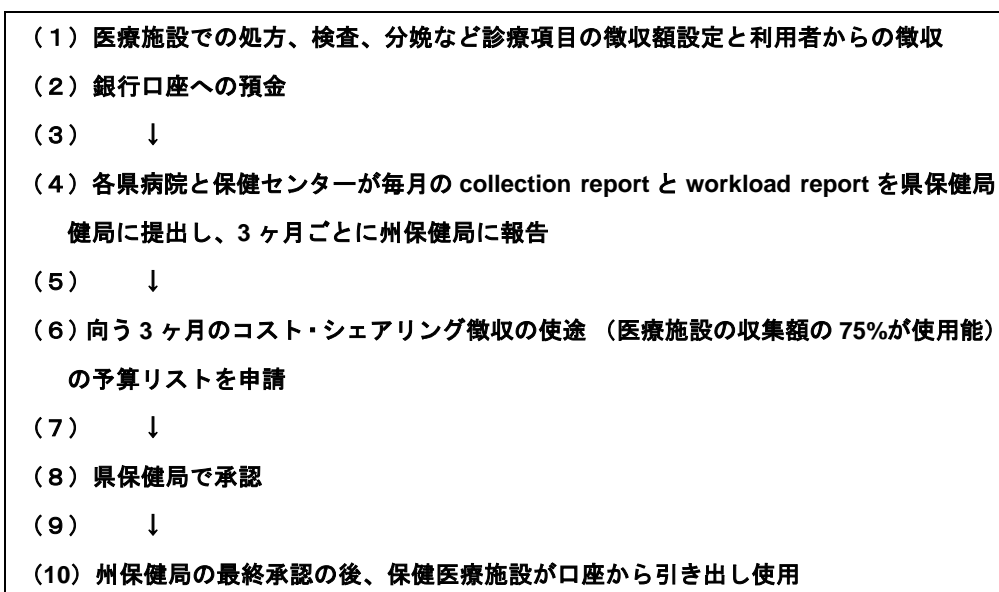 （１）医療施設での処方、検査、分娩など診療項目の徴収額設定と利用者からの徴収
（２）銀行口座への預金
（３）　　↓
（４）各県病院と保健センターが毎月の collection report と workload report を県保健局
健局に提出し、3 ヶ月ごとに州保健局に報告
（５）　　↓
（６）向う 3 ヶ月のコスト・シェアリング徴収の使途 （医療施設の収集額の 75%が使用能）
の予算リストを申請
（７）　　↓
（８）県保健局で承認
（９）　　↓
（10）州保健局の最終承認の後、保健医療施設が口座から引き出し使用